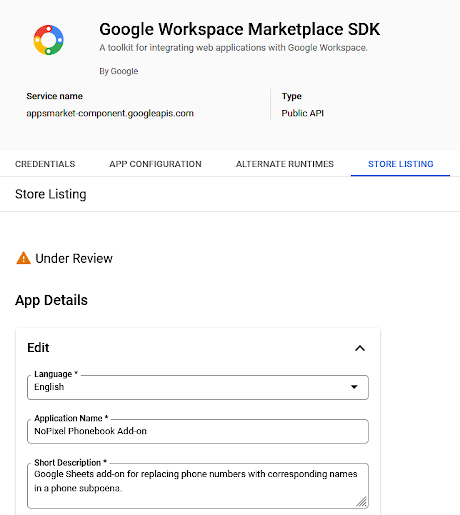 Google Workspace Marketplace SDK
A toolkit for integrating web applications with Google Workspace.
By Google
Service name
Type
appsmarket-component.googleapis.com
Public API
CREDENTIALS
APP CONFIGURATION
ALTERNATE RUNTIMES
STORE LISTING
Store Listing
Under Review
App Details
Edit
Language *
English
Application Name *
NoPixel Phonebook Add-on
Short Description *
Google Sheets add-on for replacing phone numbers with corresponding names
in a phone subpoena.